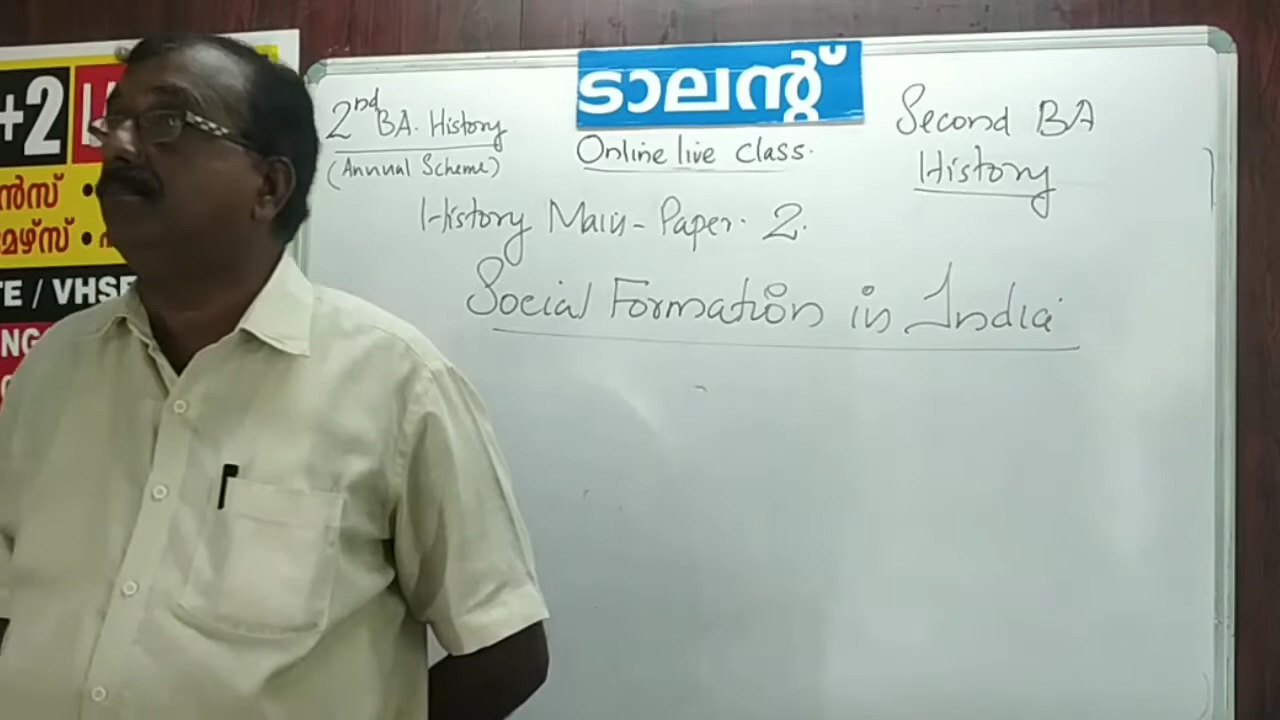 +2
ൻസ് •
മേഴ്സ് •
TE / VHSE
NG
2nd BA. History
(Annual Scheme)
ടാലന്റ്
Online live class.
Second BA
History
History Main - Paper. 2.
Social Formation in India